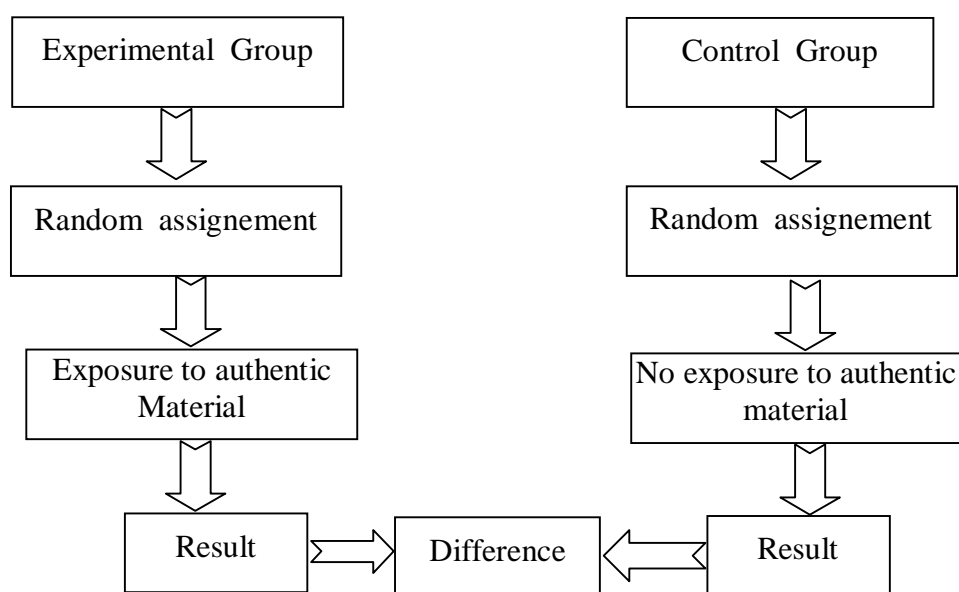 Experimental Group
Control Group
Random assignement
Random assignement
Exposure to authentic
Material
No exposure to authentic
material
Result
Difference
Result